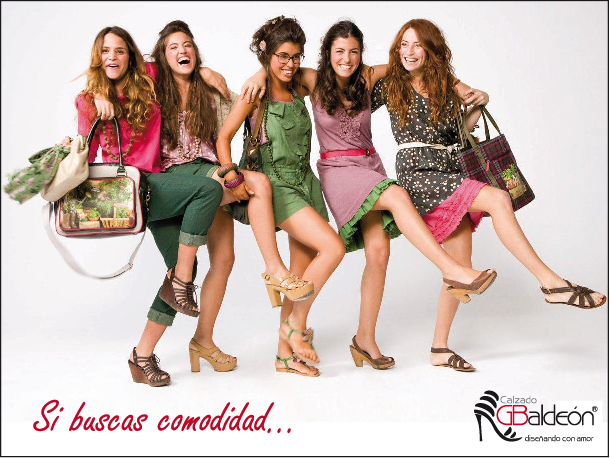 Si buscas comodidad...
Calzado
GBaldeón®
diseñando con amor